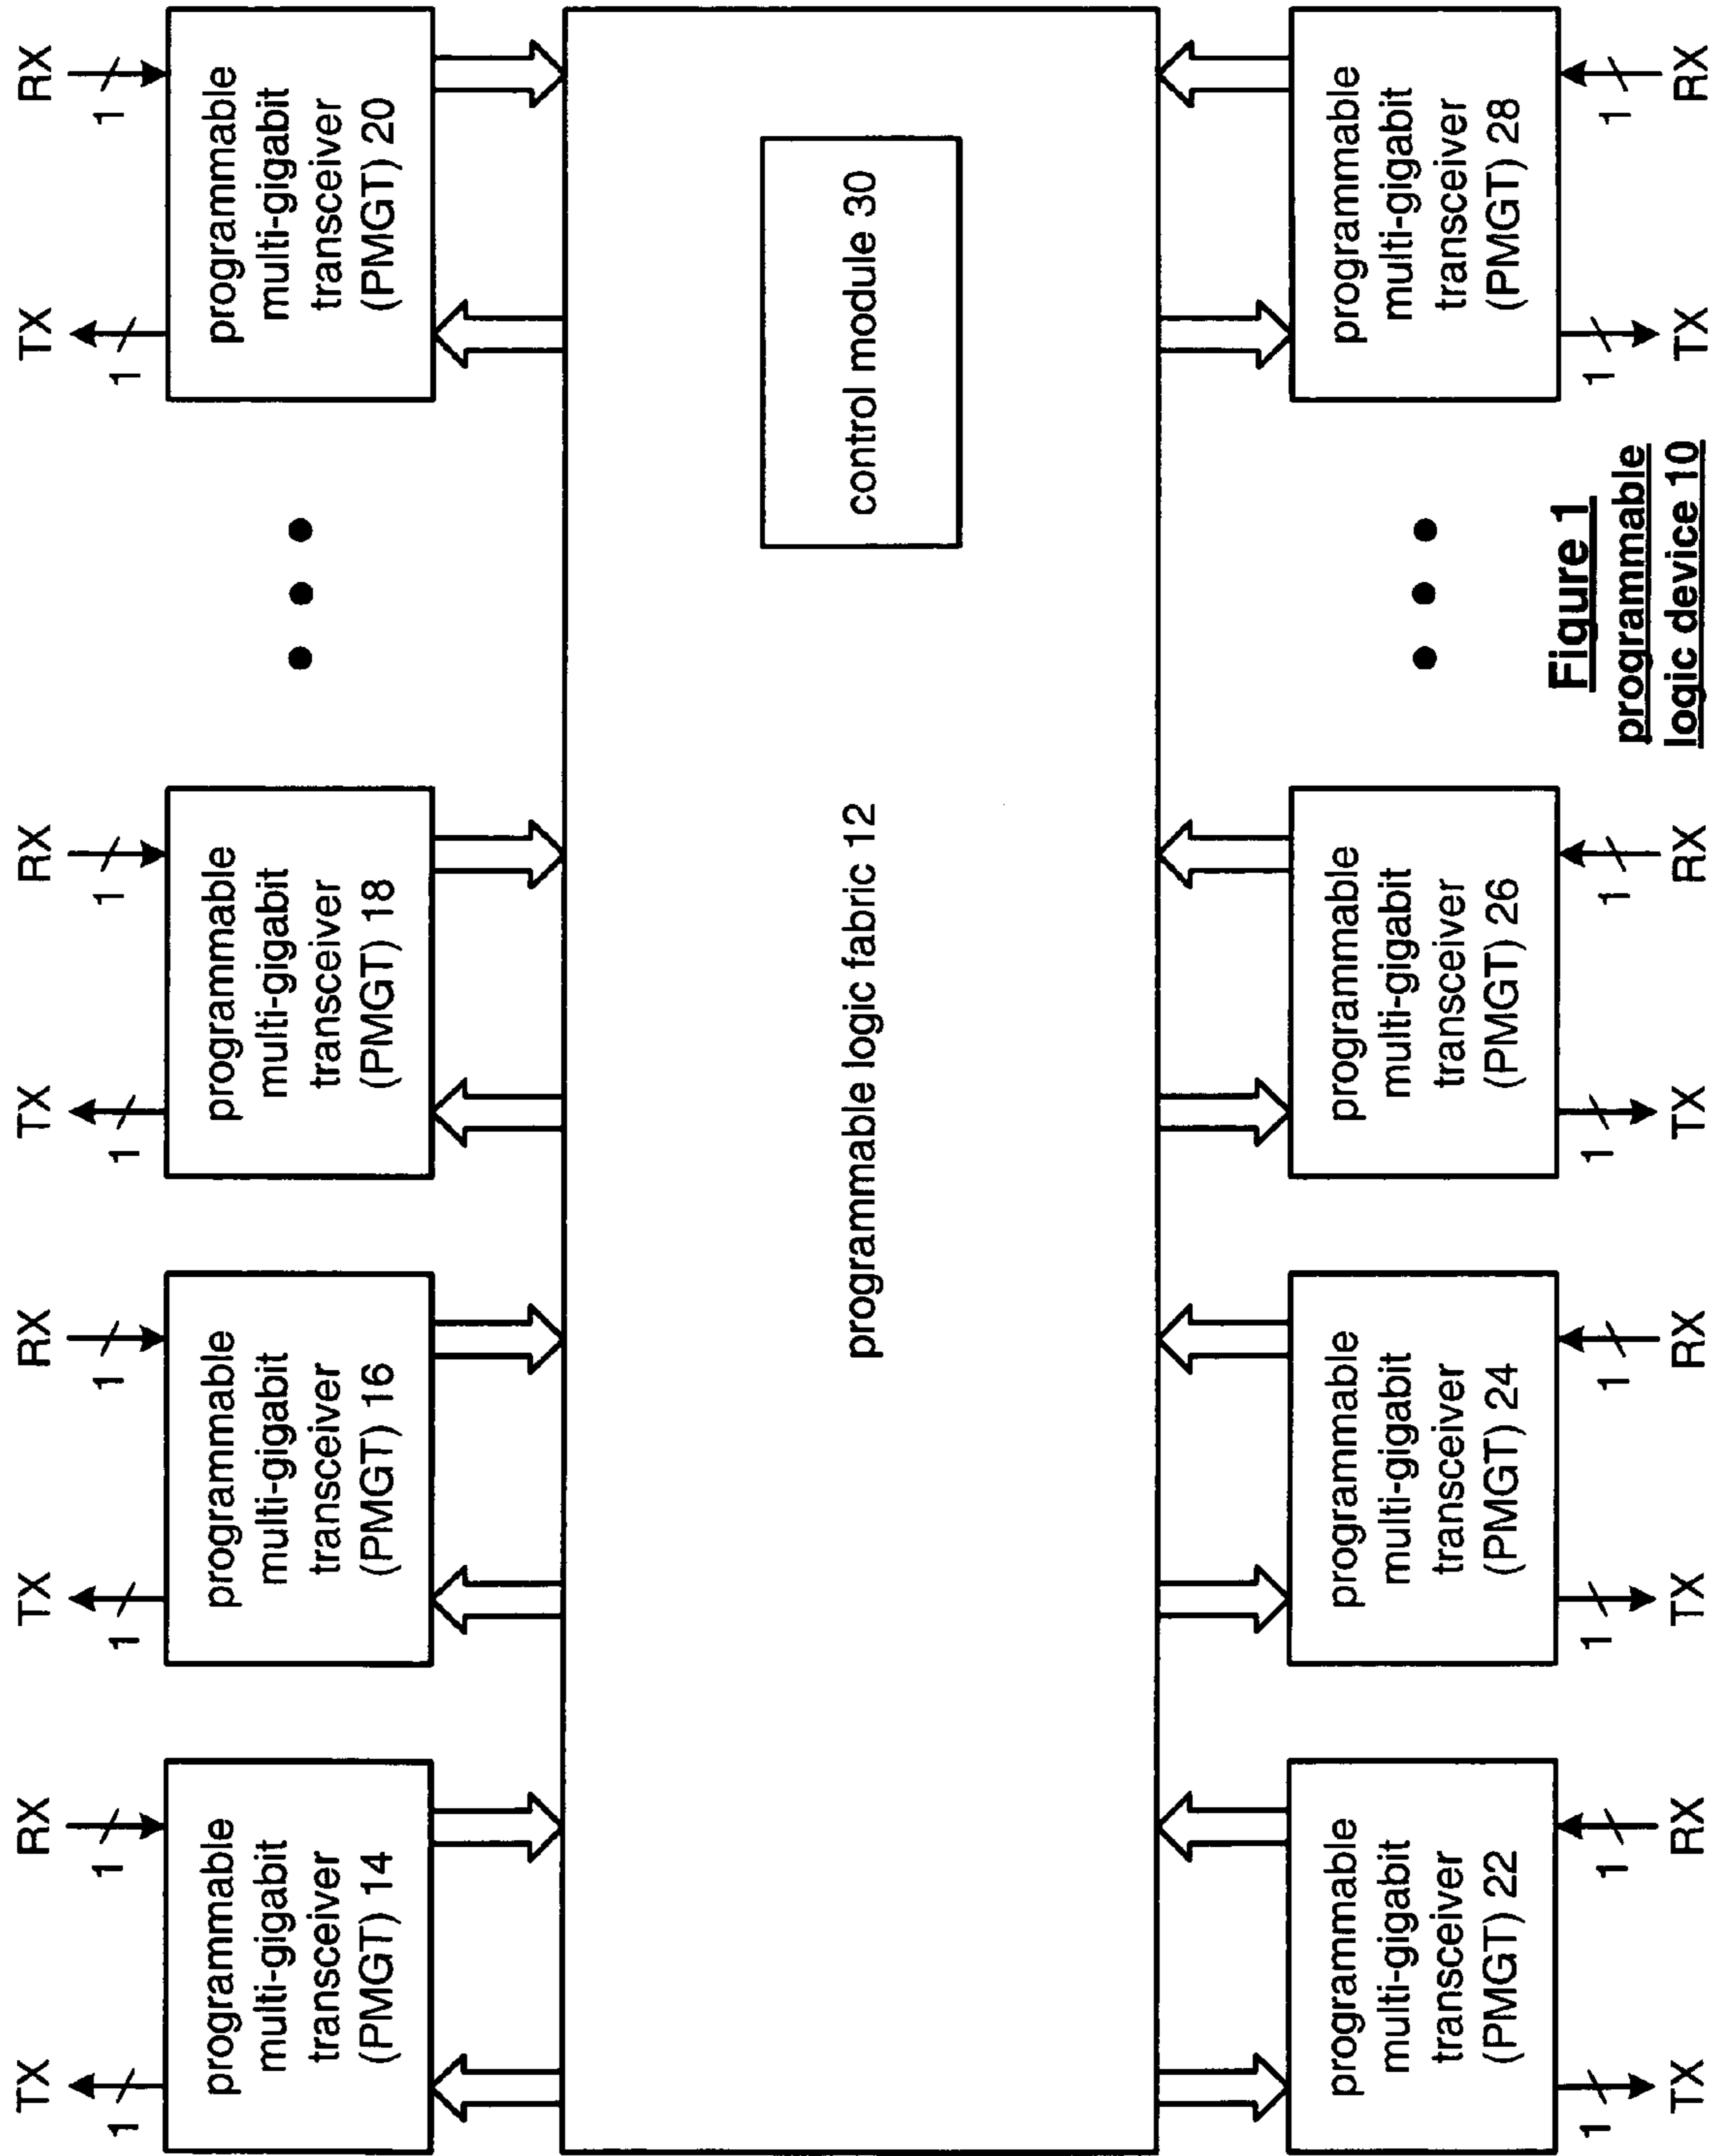 TX
RX
TX
RX
TX
RX
TX
RX
1
1
1
1
1
1
1
1
programmable
multi-gigabit
transceiver
(PMGT) 14
programmable
multi-gigabit
transceiver
(PMGT) 16
programmable
multi-gigabit
transceiver
(PMGT) 18
programmable
multi-gigabit
transceiver
(PMGT) 20
control module 30
programmable logic fabric 12
programmable
multi-gigabit
transceiver
(PMGT) 22
programmable
multi-gigabit
transceiver
(PMGT) 24
programmable
multi-gigabit
transceiver
(PMGT) 26
programmable
multi-gigabit
transceiver
(PMGT) 28
1
1
1
1
1
1
1
1
TX
RX
TX
RX
TX
RX
TX
RX
Figure 1
programmable
logic device 10